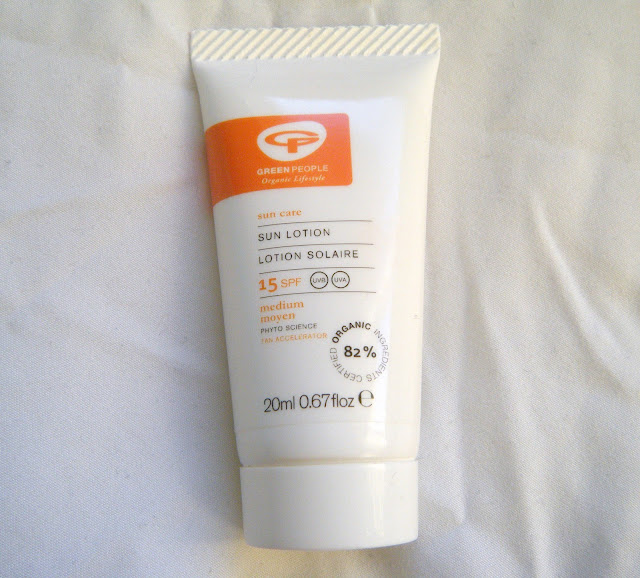 GP
GREEN PEOPLE
Organic Lifestyle
sun care
SUN LOTION
LOTION SOLAIRE
15 SPF UVB UVA
medium
moyen
PHYTO SCIENCE
TAN ACCELERATOR
ORGANIC INGREDIENTS CERTIFIED
82%
20ml 0.67floz e